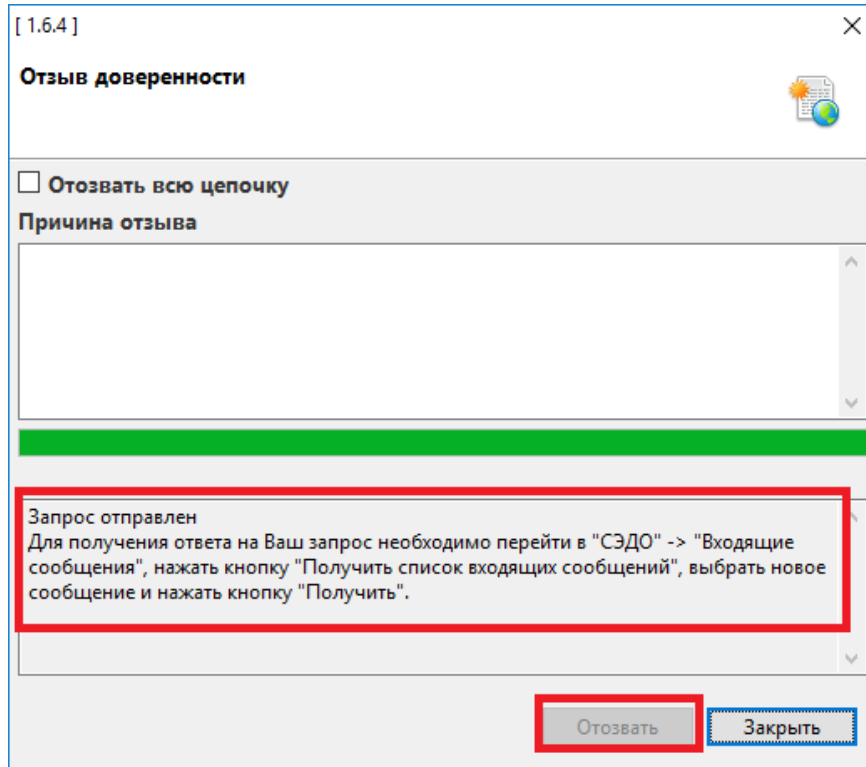 [ 1.6.4 ]
Отзыв доверенности
Отозвать всю цепочку
Причина отзыва
Запрос отправлен
Для получения ответа на Ваш запрос необходимо перейти в "СЭДО" -> "Входящие
сообщения", нажать кнопку "Получить список входящих сообщений", выбрать новое
сообщение и нажать кнопку "Получить".
Отозвать
Закрыть